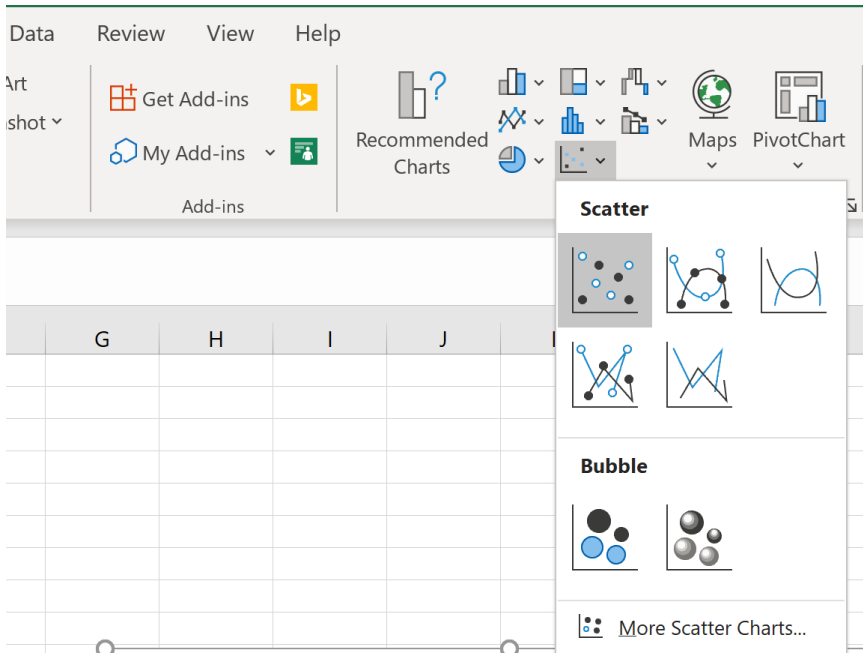 Data Review View Help
Art
shot
Get Add-ins
My Add-ins
Add-ins
Recommended
Charts
Maps
PivotChart
Scatter
G H I J
Bubble
More Scatter Charts...